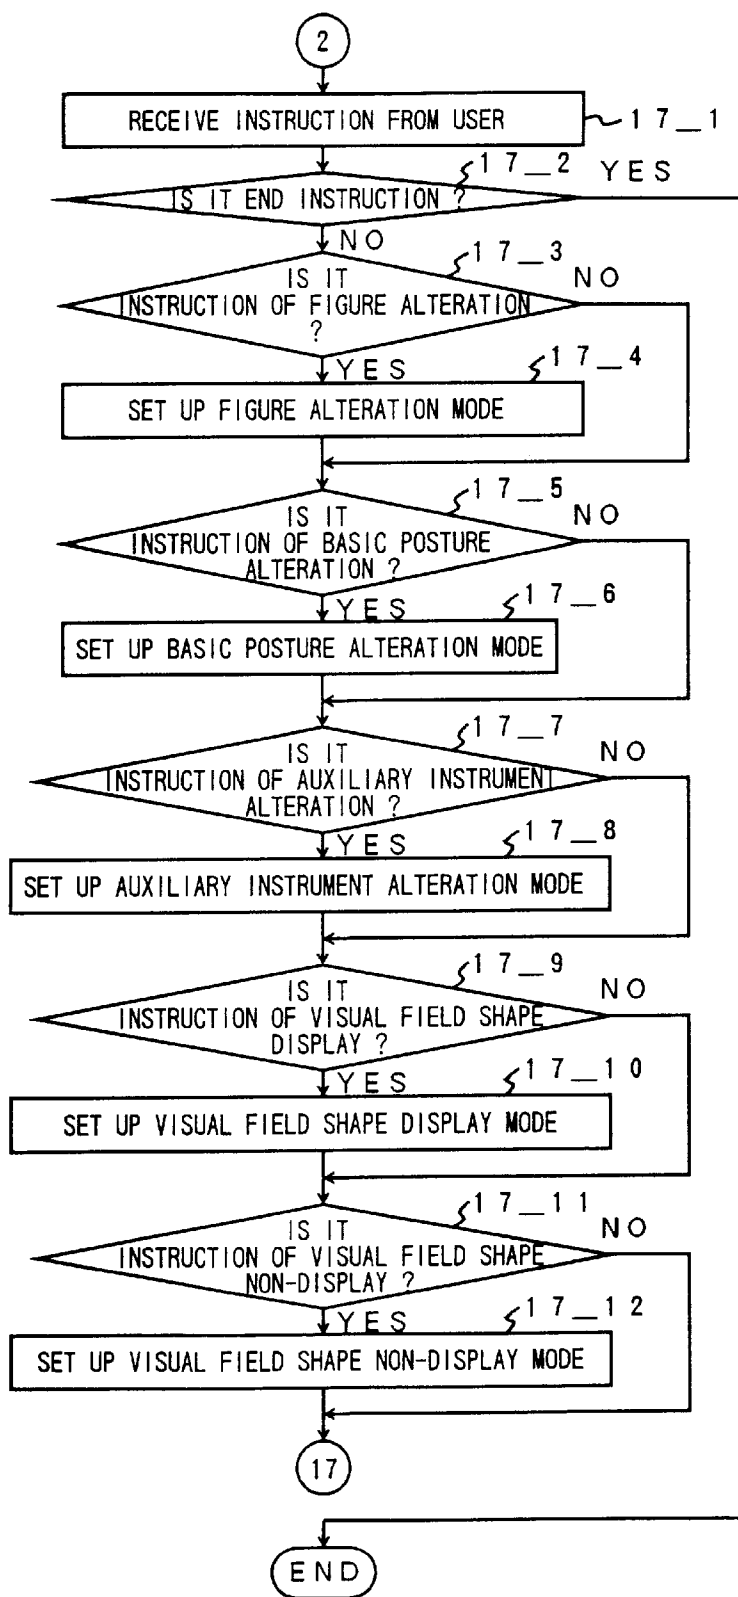 2
RECEIVE INSTRUCTION FROM USER
17_1
17_2
YES
IS IT END INSTRUCTION ?
NO
17_3
IS IT
NO
INSTRUCTION OF FIGURE ALTERATION
?
YES
17_4
SET UP FIGURE ALTERATION MODE
17_5
IS IT
NO
INSTRUCTION OF BASIC POSTURE
ALTERATION ?
YES
17_6
SET UP BASIC POSTURE ALTERATION MODE
17_7
IS IT
NO
INSTRUCTION OF AUXILIARY INSTRUMENT
ALTERATION ?
YES
17_8
SET UP AUXILIARY INSTRUMENT ALTERATION MODE
17_9
IS IT
NO
INSTRUCTION OF VISUAL FIELD SHAPE
DISPLAY ?
YES
17_10
SET UP VISUAL FIELD SHAPE DISPLAY MODE
17_11
IS IT
NO
INSTRUCTION OF VISUAL FIELD SHAPE
NON-DISPLAY ?
YES
17_12
SET UP VISUAL FIELD SHAPE NON-DISPLAY MODE
17
END